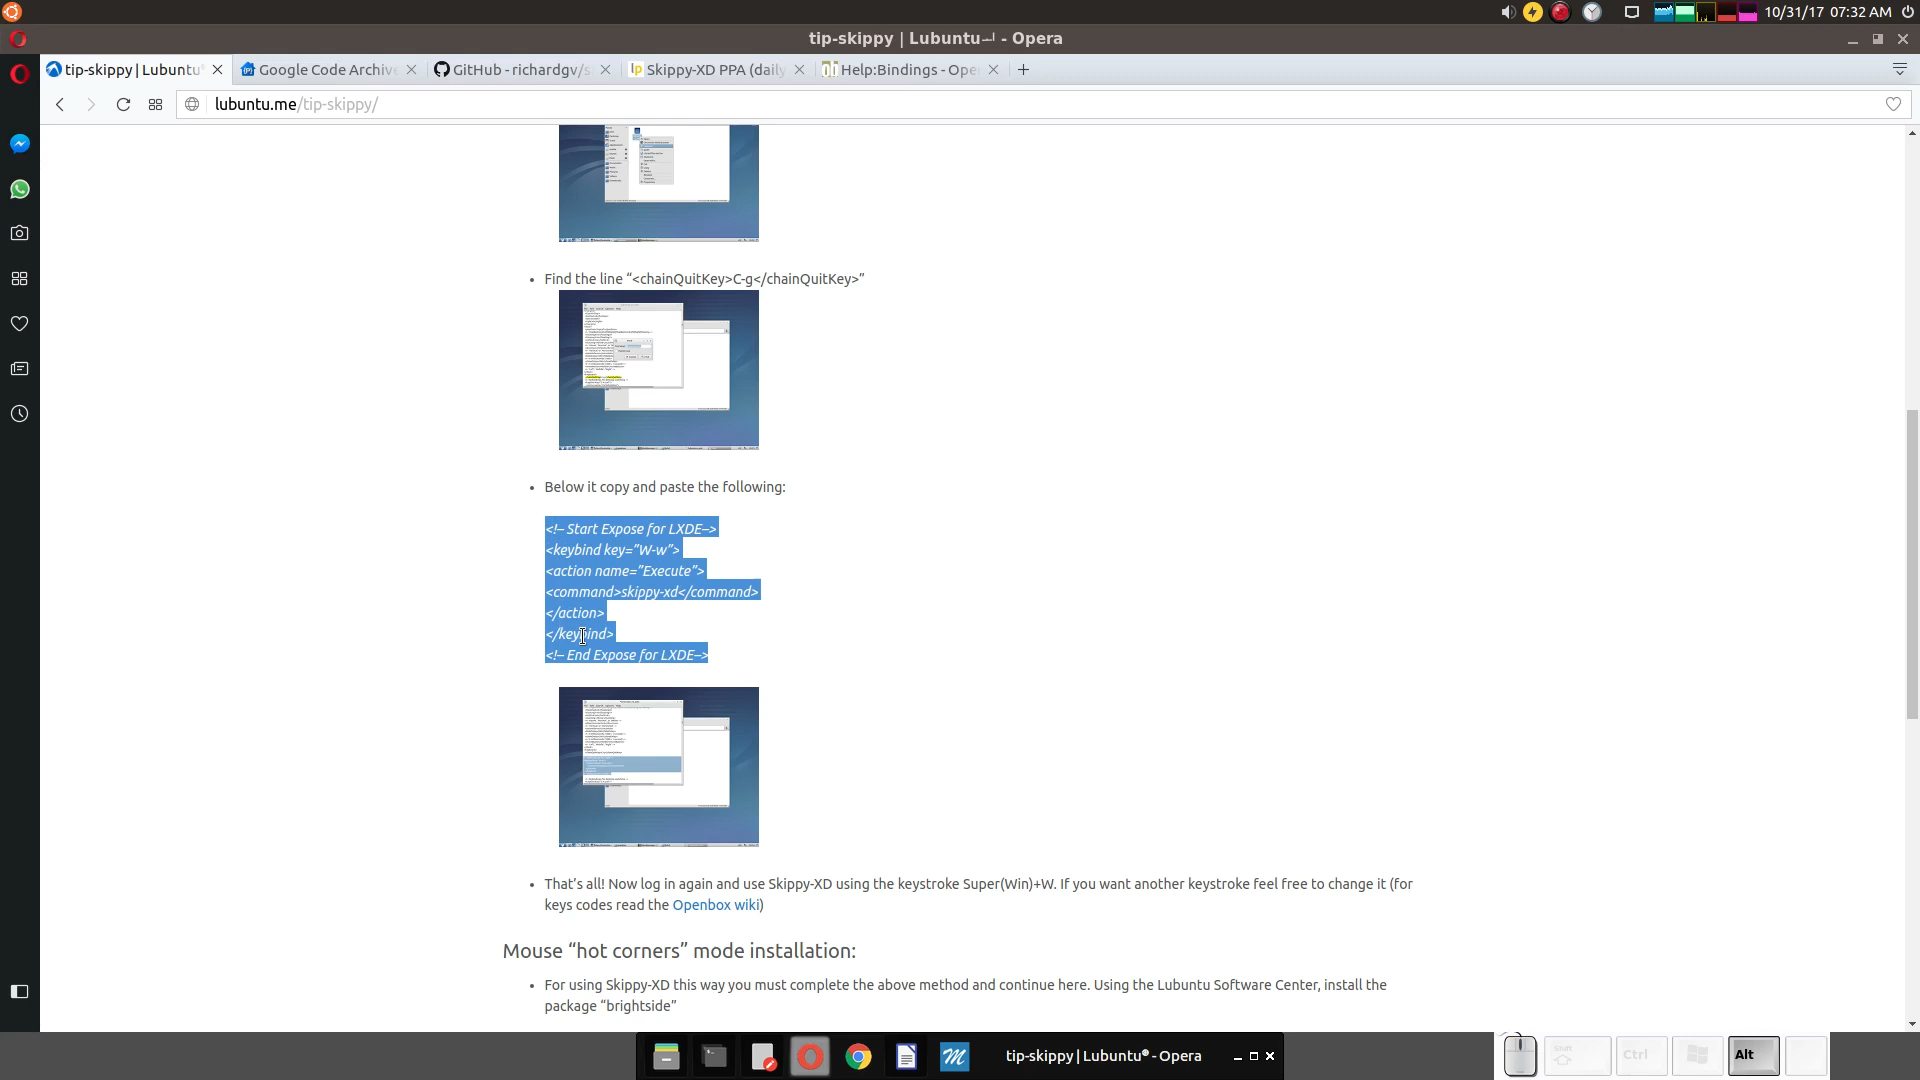 10/31/17 07:32 AM
tip-skippy | Lubuntu - Opera
tip-skippy | Lubuntu®
Google Code Archive
GitHub - richardgv/s
Skippy-XD PPA (daily
Help:Bindings - Ope
lubuntu.me/tip-skippy/
• Find the line “<chainQuitKey>C-g</chainQuitKey>”
• Below it copy and paste the following:
<!– Start Expose for LXDE–>
<keybind key=”W-w”>
<action name=”Execute”>
<command>skippy-xd</command>
</action>
</keybind>
<!– End Expose for LXDE–>
• That’s all! Now log in again and use Skippy-XD using the keystroke Super(Win)+W. If you want another keystroke feel free to change it (for
keys codes read the Openbox wiki)
Mouse “hot corners” mode installation:
• For using Skippy-XD this way you must complete the above method and continue here. Using the Lubuntu Software Center, install the
package “brightside”
tip-skippy | Lubuntu® - Opera
Shift
Ctrl
Alt